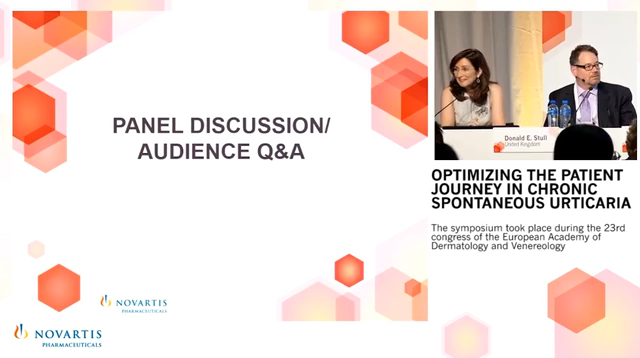 PANEL DISCUSSION/
AUDIENCE Q&A
NOVARTIS
PHARMACEUTICALS
NOVARTIS
PHARMACEUTICALS
Donald E. Stull
United Kingdom
OPTIMIZING THE PATIENT
JOURNEY IN CHRONIC
SPONTANEOUS URTICARIA
The symposium took place during the 23rd
congress of the European Academy of
Dermatology and Venereology